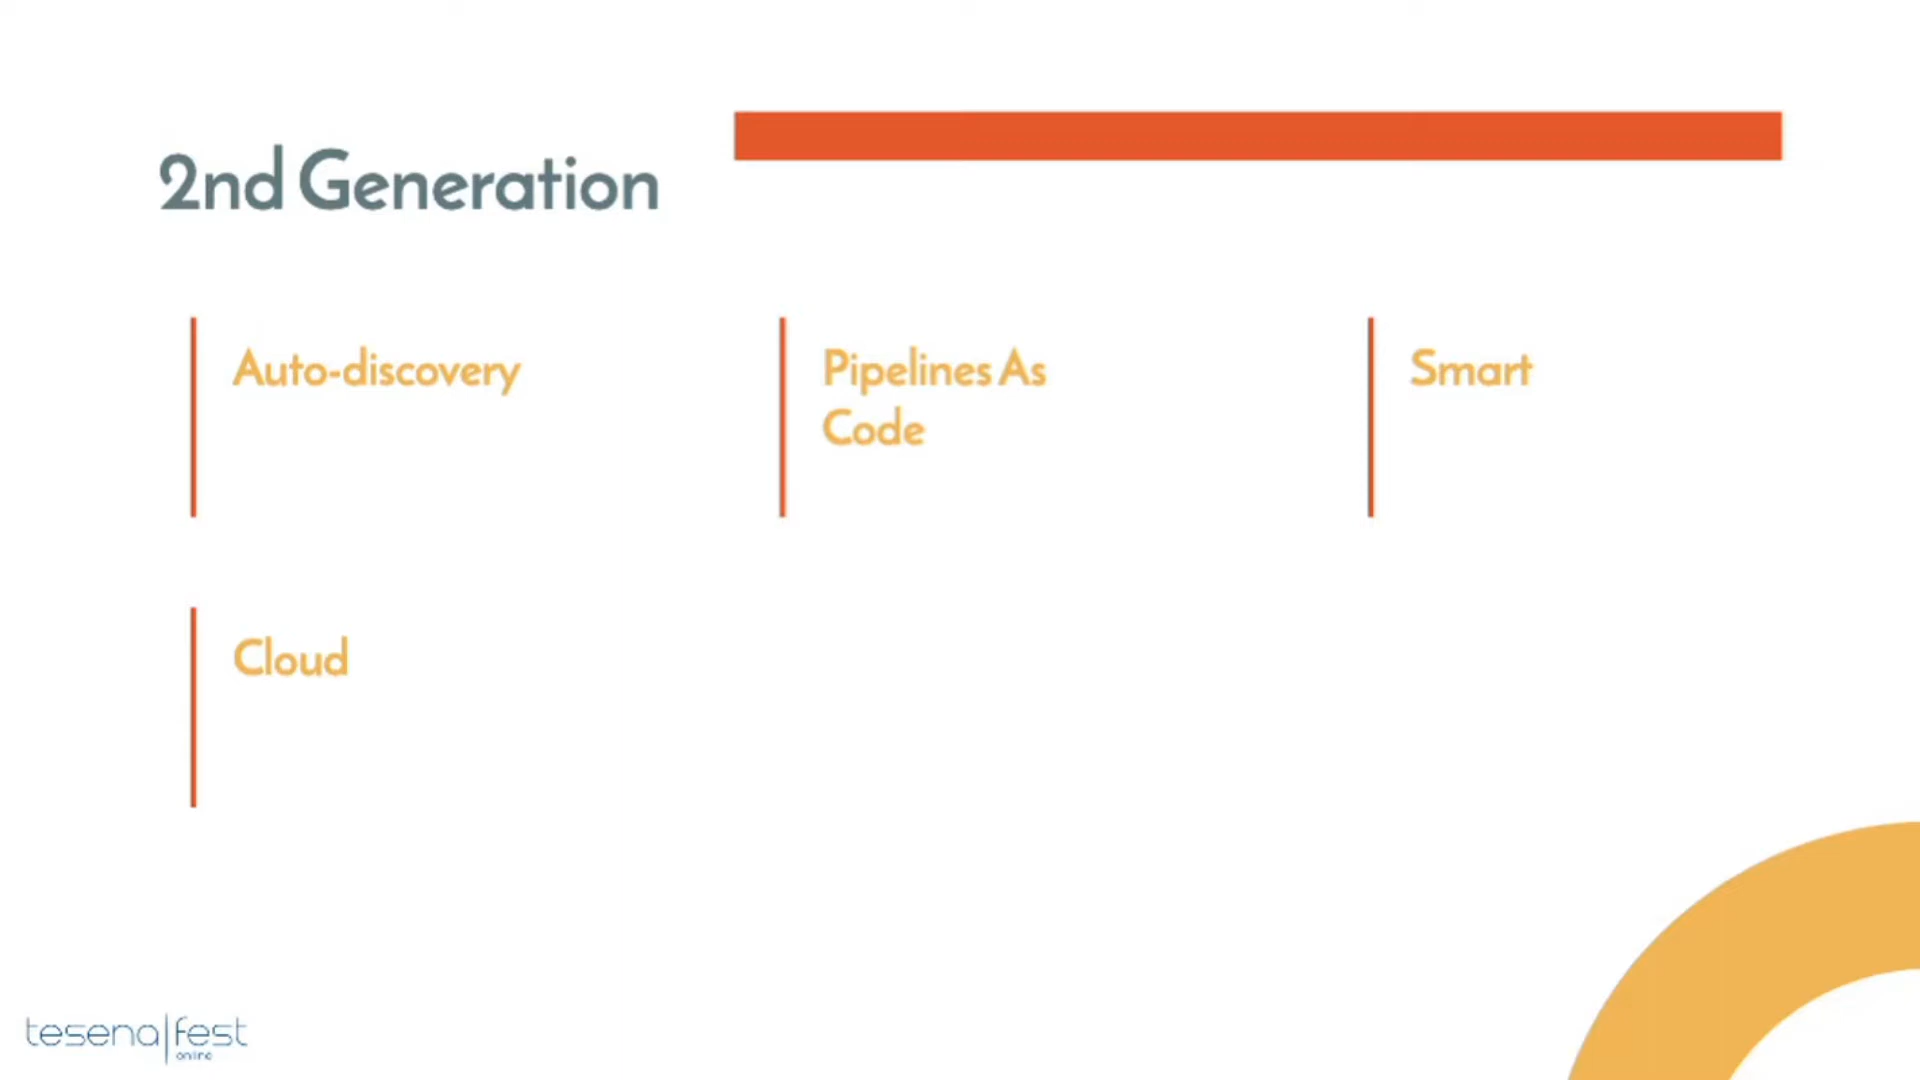 2nd Generation
Auto-discovery
Pipelines As
Code
Smart
Cloud
tesena|fest
online